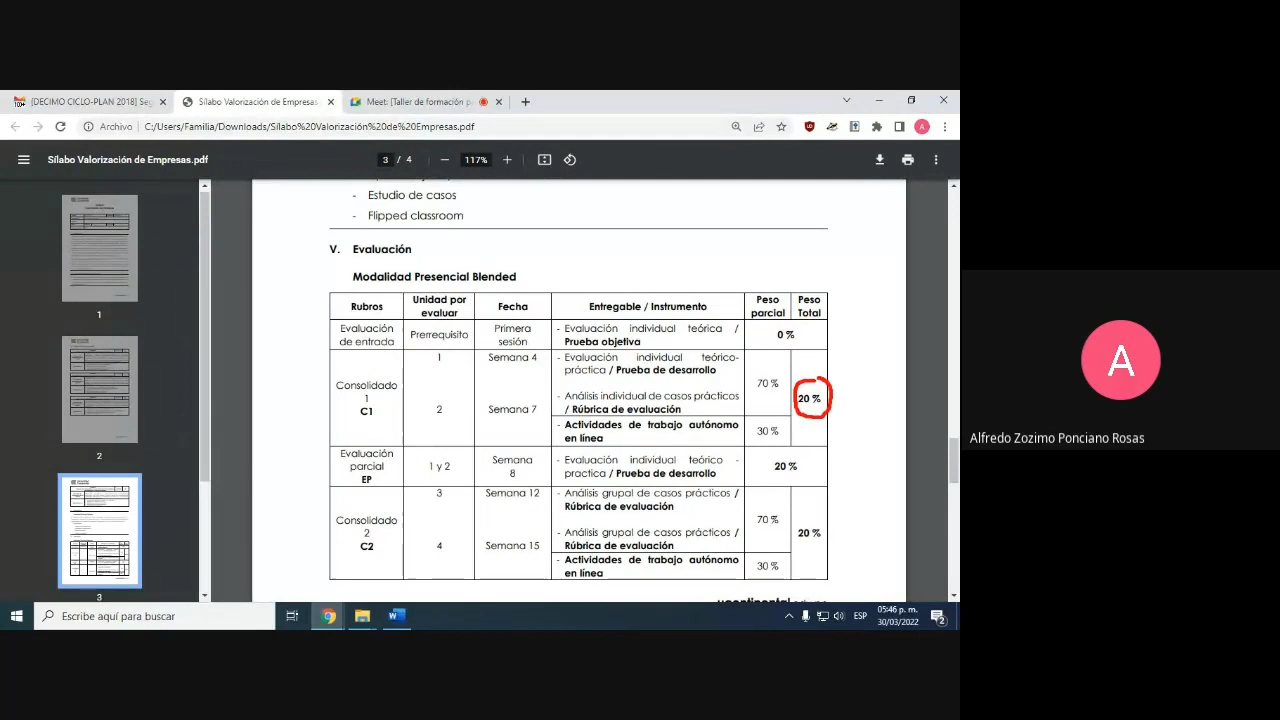 [DECIMO CICLO-PLAN 2018] Seg
Sílabo Valorización de Empresas
Meet: [Taller de formación p
Archivo
C:/Users/Familia/Downloads/Sílabo%20Valorización%20de%20Empresas.pdf
A
Sílabo Valorización de Empresas.pdf
3 / 4
117%
1
2
3
- Estudio de casos
- Flipped classroom
V. Evaluación
Modalidad Presencial Blended
Rubros
Unidad por
evaluar
Fecha
Entregable / Instrumento
Peso
parcial
Peso
Total
Evaluación
de entrada
Prerrequisito
Primera
sesión
- Evaluación individual teórica /
Prueba objetiva
0 %
Consolidado
1
C1
1
Semana 4
- Evaluación individual teórico-
práctica / Prueba de desarrollo
2
Semana 7
- Análisis individual de casos prácticos
/ Rúbrica de evaluación
70 %
- Actividades de trabajo autónomo
en línea
30 %
20 %
Evaluación
parcial
EP
1 y 2
Semana
8
- Evaluación individual teórico -
practica / Prueba de desarrollo
20 %
Consolidado
2
C2
3
Semana 12
- Análisis grupal de casos prácticos /
Rúbrica de evaluación
4
Semana 15
- Análisis grupal de casos prácticos /
Rúbrica de evaluación
70 %
- Actividades de trabajo autónomo
en línea
30 %
20 %
Escribe aquí para buscar
ESP
05:46 p. m.
30/03/2022
2
A
Alfredo Zozimo Ponciano Rosas